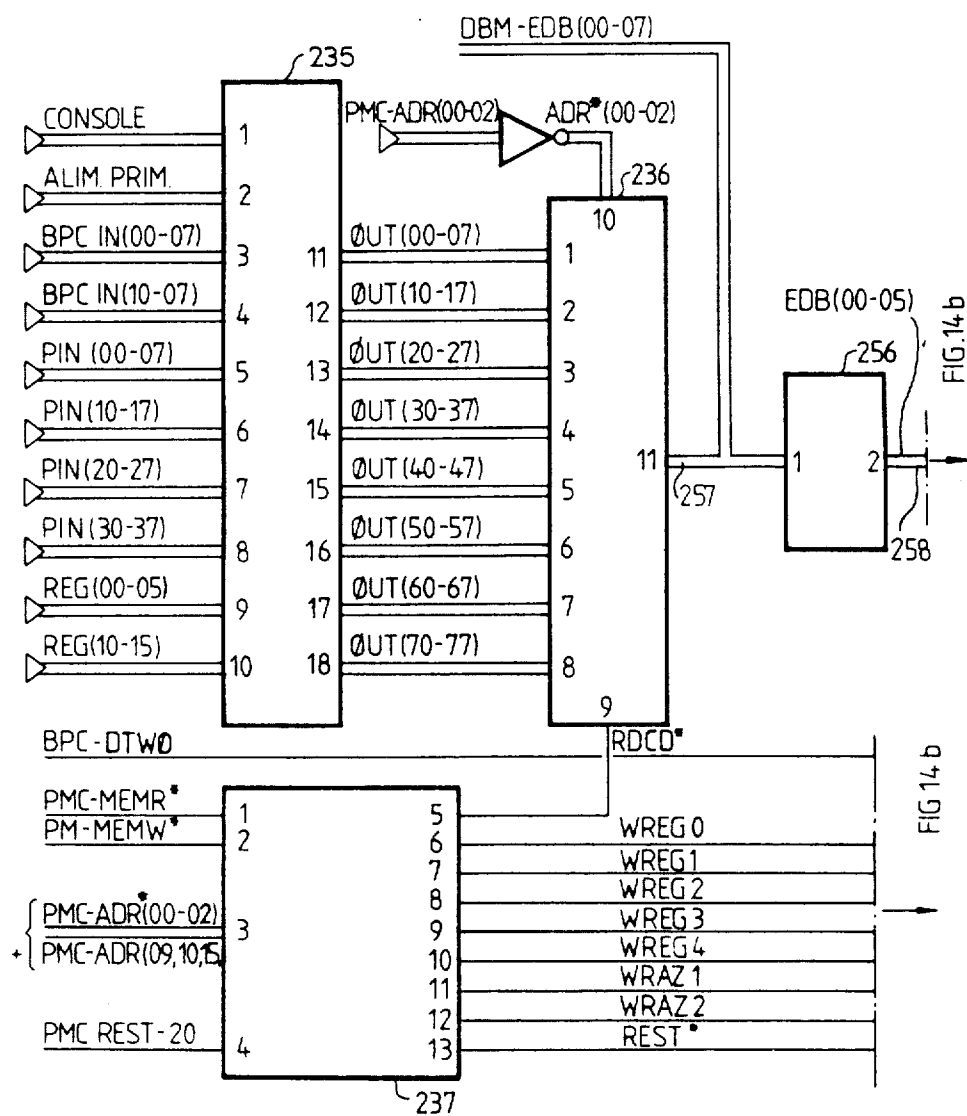 DBM-EDB(00-07)
235
CONSOLE
1
PMC-ADR(00-02)
ADR*(00-02)
236
10
ALIM. PRIM.
2
BPC IN(00-07)
3
11
ØUT(00-07)
1
BPC IN(10-07)
4
12
ØUT(10-17)
2
PIN (00-07)
5
13
ØUT(20-27)
3
PIN(10-17)
6
14
ØUT(30-37)
4
PIN(20-27)
7
15
ØUT(40-47)
5
PIN(30-37)
8
16
ØUT(50-57)
6
REG(00-05)
9
17
ØUT(60-67)
7
REG(10-15)
10
18
ØUT(70-77)
8
9
11
257
EDB(00-05)
256
1
2
258
FIG.14b
BPC-DTWØ
RDCD*
PMC-MEMR*
1
5
PM-MEMW*
2
6
WREG 0
7
WREG 1
8
WREG 2
+
PMC-ADR*(00-02)
3
9
WREG 3
PMC-ADR(09,10,15,
10
WREG 4
11
WRAZ 1
12
WRAZ 2
PMC REST-20
4
13
REST*
237
FIG 14b